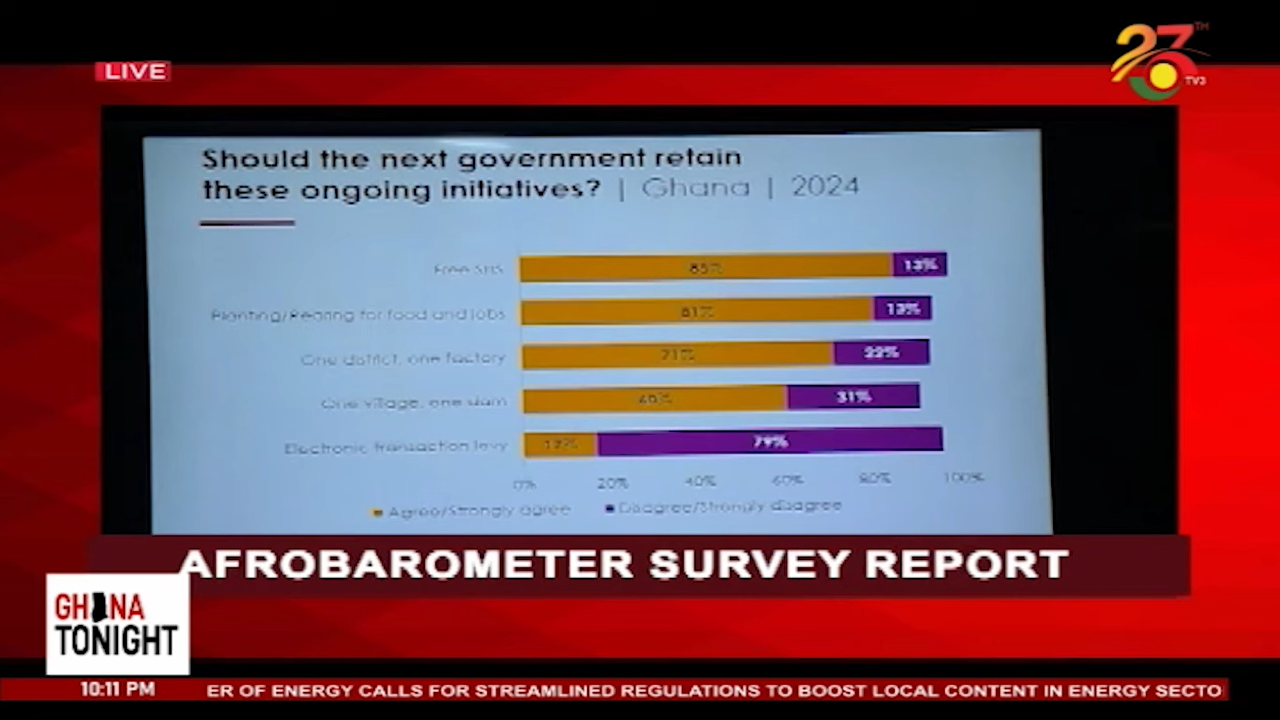 23TH
TV3
LIVE
Should the next government retain
these ongoing initiatives? | Ghana | 2024
Free SHS 85% 13%
Planting/Rearing for food and jobs 81% 13%
One district, one factory 71% 22%
One village, one dam 60% 31%
Electronic transaction levy 79%
0% 20% 40% 60% 80% 100%
Agree/Strongly agree Disagree/Strongly disagree
AFROBAROMETER SURVEY REPORT
GHANA
TONIGHT
10:11 PM ER OF ENERGY CALLS FOR STREAMLINED REGULATIONS TO BOOST LOCAL CONTENT IN ENERGY SECTO